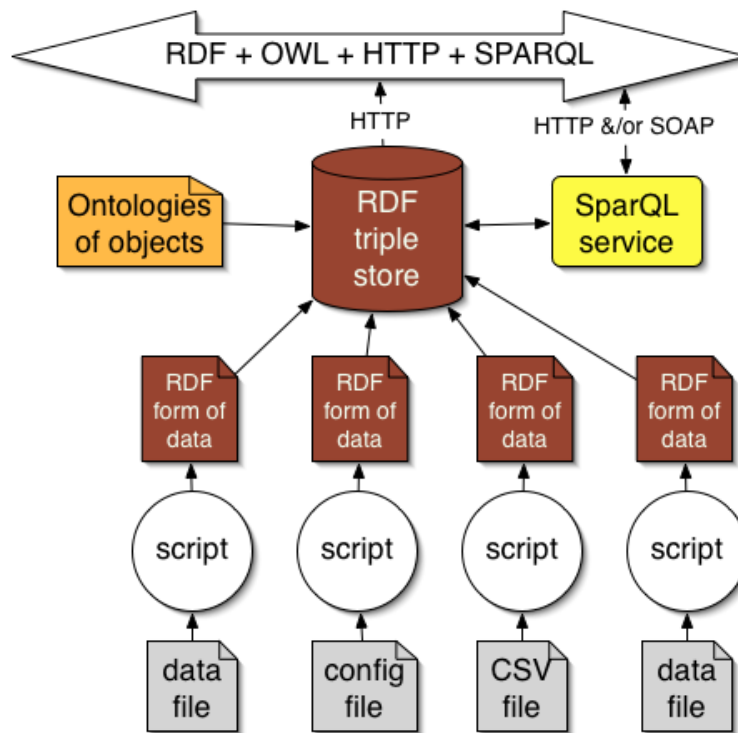 RDF + OWL + HTTP + SPARQL
HTTP
HTTP &/or SOAP
Ontologies
of objects
RDF
triple
store
SparQL
service
RDF
form of
data
RDF
form of
data
RDF
form of
data
RDF
form of
data
script
script
script
script
data
file
config
file
CSV
file
data
file